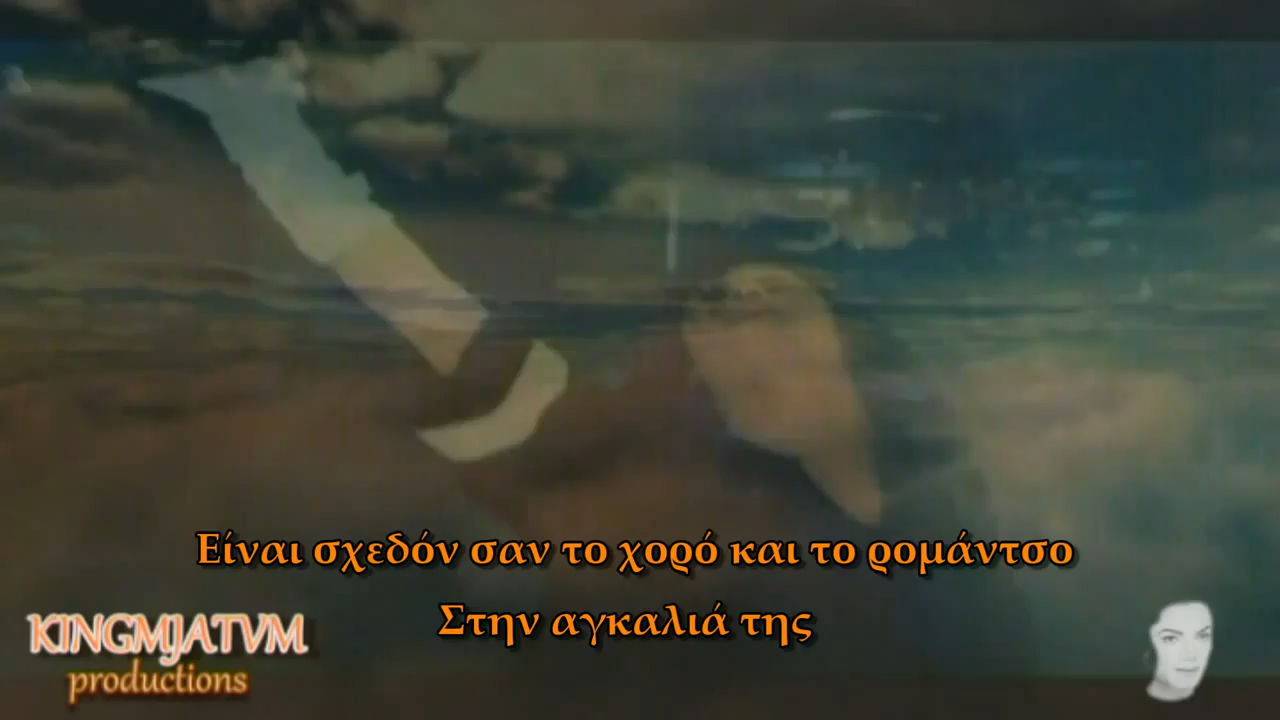 Είναι σχεδόν σαν το χορό και το ρομάντσο
Στην αγκαλιά της
KINGMJATVM
productions